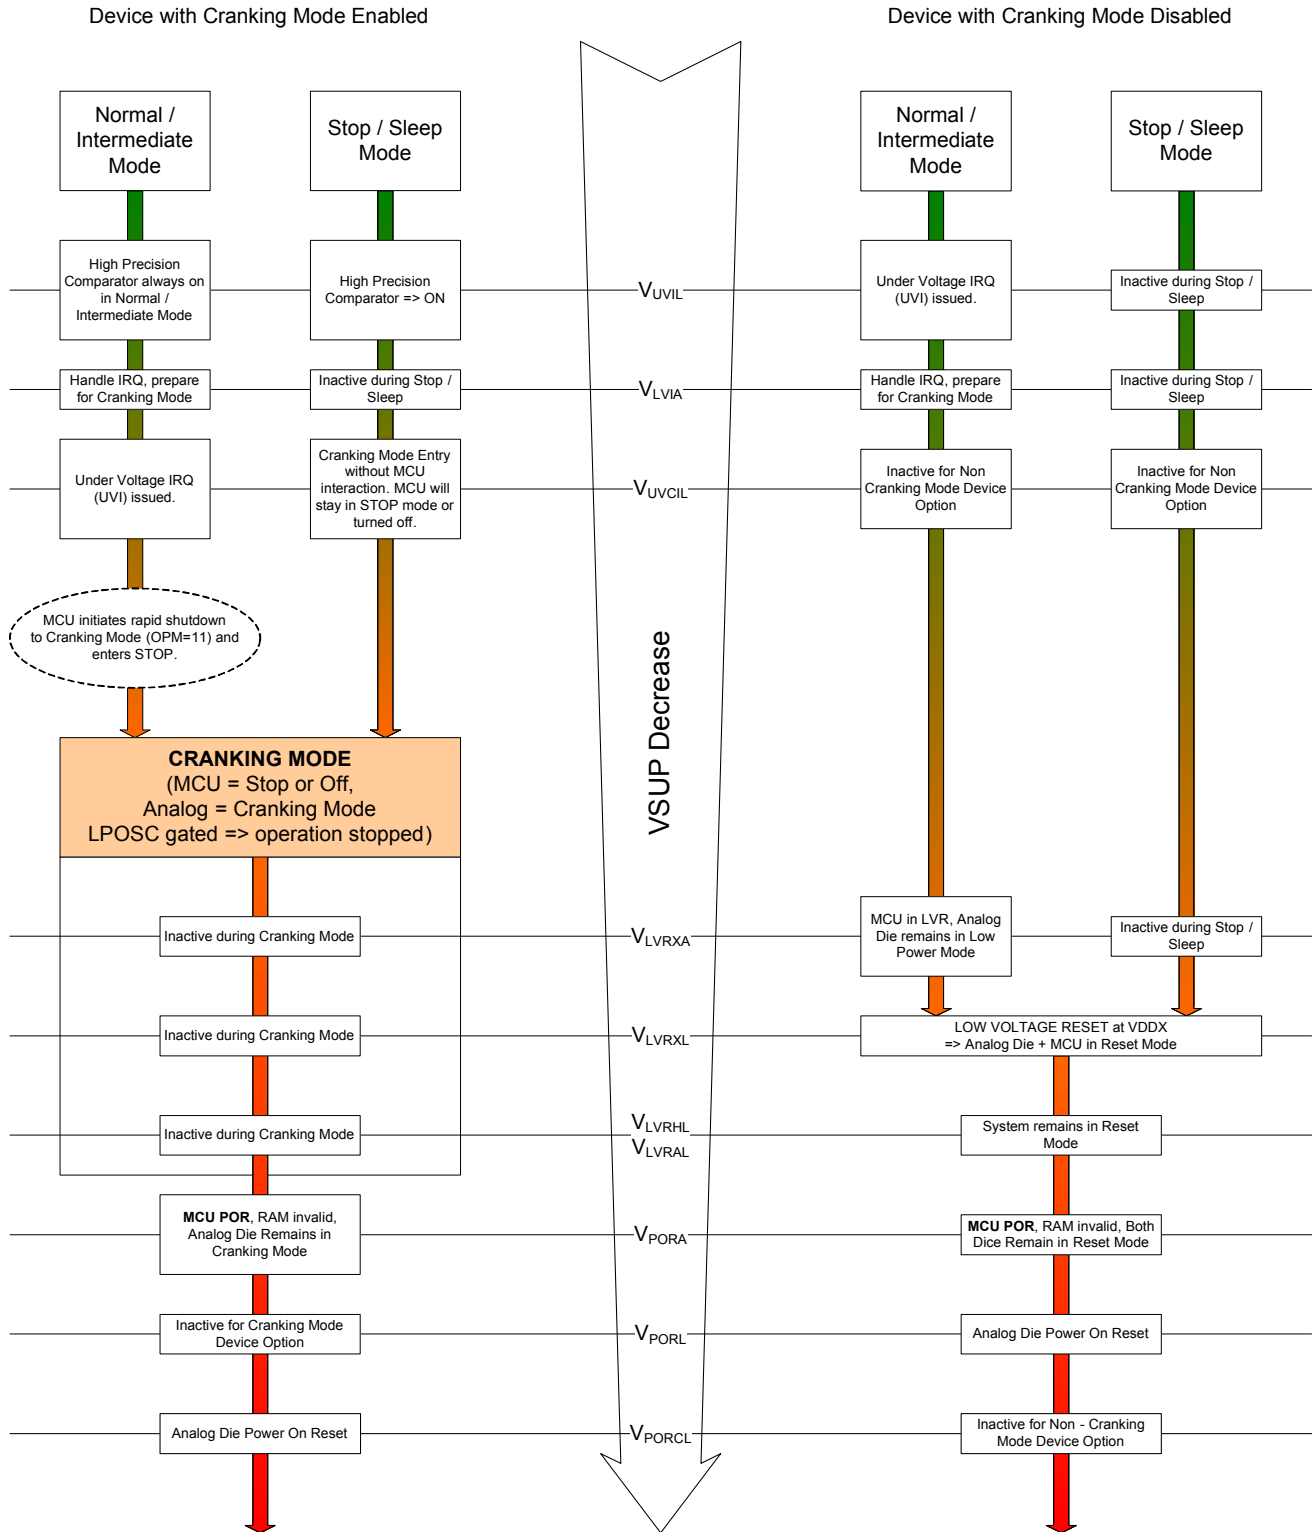 Device with Cranking Mode Enabled
Device with Cranking Mode Disabled
Normal /
Intermediate
Mode
Stop / Sleep
Mode
Normal /
Intermediate
Mode
Stop / Sleep
Mode
High Precision
Comparator always on
in Normal /
Intermediate Mode
High Precision
Comparator => ON
VUVIL
Under Voltage IRQ
(UVI) issued.
Inactive during Stop /
Sleep
Handle IRQ, prepare
for Cranking Mode
Inactive during Stop /
Sleep
VLVIA
Handle IRQ, prepare
for Cranking Mode
Inactive during Stop /
Sleep
Under Voltage IRQ
(UVI) issued.
Cranking Mode Entry
without MCU
interaction. MCU will
stay in STOP mode or
turned off.
VUVCIL
Inactive for Non
Cranking Mode Device
Option
Inactive for Non
Cranking Mode Device
Option
MCU initiates rapid shutdown
to Cranking Mode (OPM=11) and
enters STOP.
VSUP Decrease
CRANKING MODE
(MCU = Stop or Off,
Analog = Cranking Mode
LPOSC gated => operation stopped)
Inactive during Cranking Mode
VLVRXA
MCU in LVR, Analog
Die remains in Low
Power Mode
Inactive during Stop /
Sleep
Inactive during Cranking Mode
VLVRXL
LOW VOLTAGE RESET at VDDX
=> Analog Die + MCU in Reset Mode
Inactive during Cranking Mode
VLVRHL
VLVRAL
System remains in Reset
Mode
MCU POR, RAM invalid,
Analog Die Remains in
Cranking Mode
VPORA
MCU POR, RAM invalid, Both
Dice Remain in Reset Mode
Inactive for Cranking Mode
Device Option
VPORL
Analog Die Power On Reset
Analog Die Power On Reset
VPORCL
Inactive for Non - Cranking
Mode Device Option